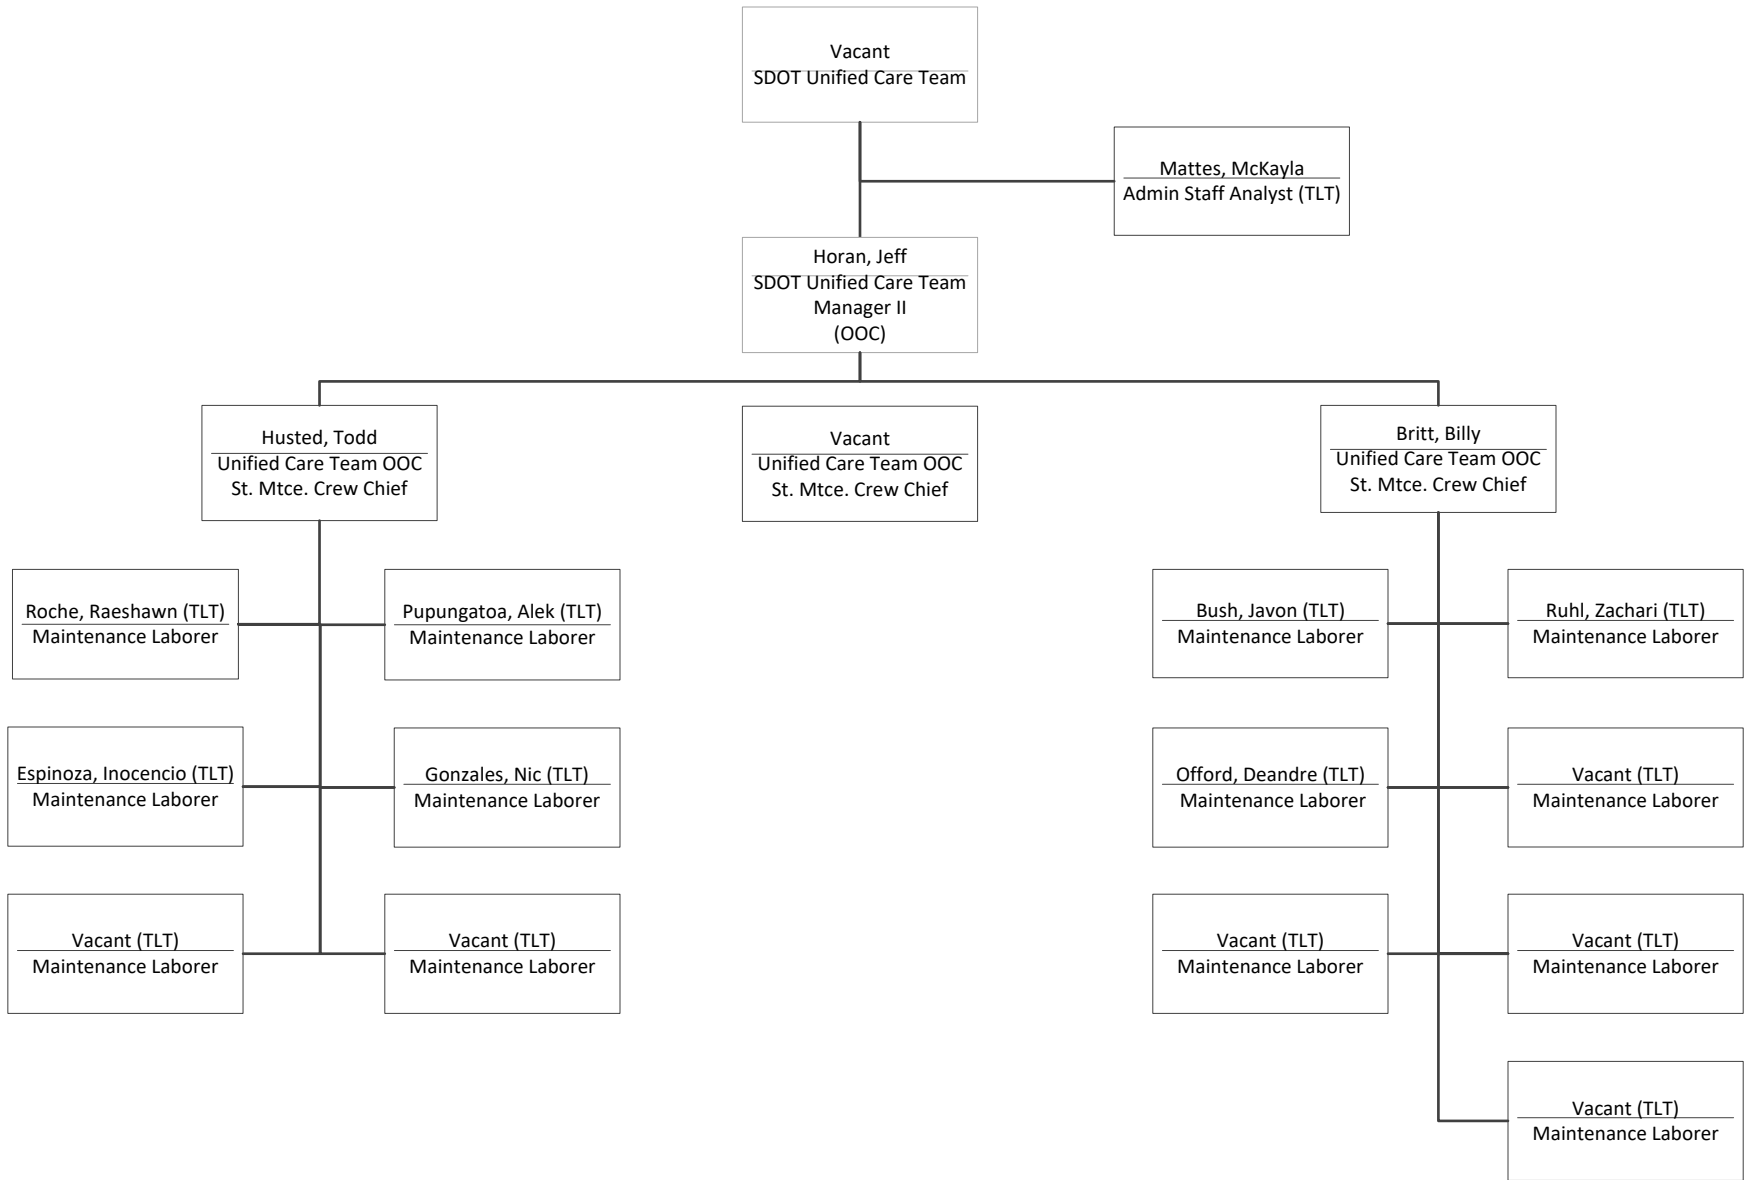 Vacant
SDOT Unified Care Team
Mattes, McKayla
Admin Staff Analyst (TLT)
Horan, Jeff
SDOT Unified Care Team
Manager II
(OOC)
Husted, Todd
Unified Care Team OOC
St. Mtce. Crew Chief
Vacant
Unified Care Team OOC
St. Mtce. Crew Chief
Britt, Billy
Unified Care Team OOC
St. Mtce. Crew Chief
Roche, Raeshawn (TLT)
Maintenance Laborer
Pupungatoa, Alek (TLT)
Maintenance Laborer
Bush, Javon (TLT)
Maintenance Laborer
Ruhl, Zachari (TLT)
Maintenance Laborer
Espinoza, Inocencio (TLT)
Maintenance Laborer
Gonzales, Nic (TLT)
Maintenance Laborer
Offord, Deandre (TLT)
Maintenance Laborer
Vacant (TLT)
Maintenance Laborer
Vacant (TLT)
Maintenance Laborer
Vacant (TLT)
Maintenance Laborer
Vacant (TLT)
Maintenance Laborer
Vacant (TLT)
Maintenance Laborer
Vacant (TLT)
Maintenance Laborer